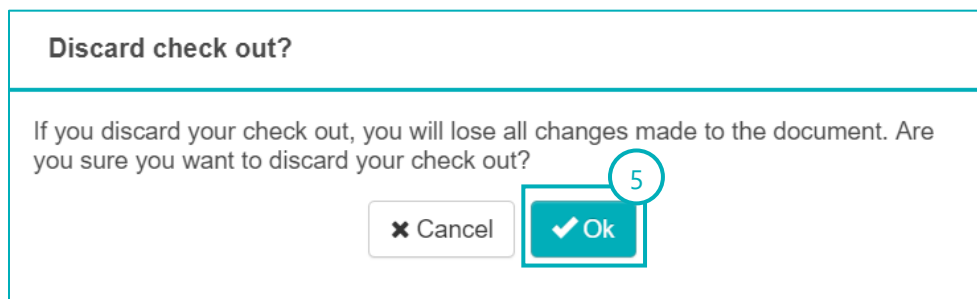 Discard check out?
If you discard your check out, you will lose all changes made to the document. Are
you sure you want to discard your check out?
5
Cancel
Ok